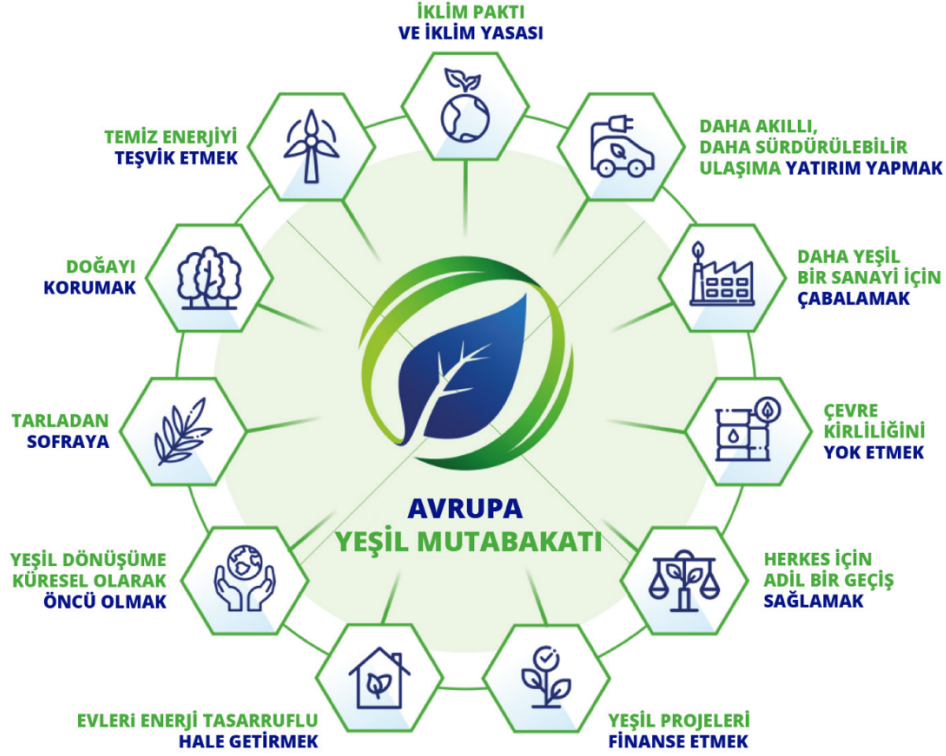 İKLİM PAKTI
VE İKLİM YASASI
DAHA AKILLI,
DAHA SÜRDÜRÜLEBİLİR
ULAŞIMA YATIRIM YAPMAK
DAHA YEŞİL
BİR SANAYİ İÇİN
ÇABALAMAK
ÇEVRE
KİRLİLİĞİNİ
YOK ETMEK
HERKES İÇİN
ADİL BİR GEÇİŞ
SAĞLAMAK
YEŞİL PROJELERİ
FİNANSE ETMEK
EVLERi ENERJİ TASARRUFLU
HALE GETİRMEK
YEŞİL DÖNÜŞÜME
KÜRESEL OLARAK
ÖNCÜ OLMAK
TARLADAN
SOFRAYA
DOĞAYI
KORUMAK
TEMİZ ENERJİYİ
TEŞVİK ETMEK
AVRUPA
YEŞİL MUTABAKATI